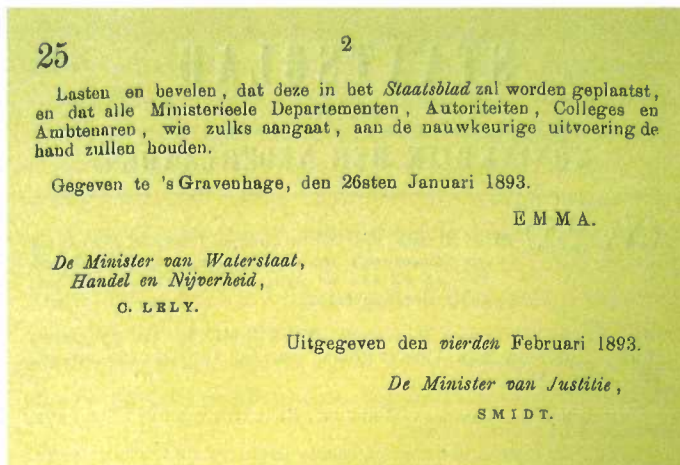 25
2
Lasten en bevelen, dat deze in het Staatsblad zal worden geplaatst,
en dat alle Ministerieele Departementen, Autoriteiten, Colleges en
Ambtenaren, wie zulks aangaat, aan de nauwkeurige uitvoering de
hand zullen houden.
Gegeven te 's Gravenhage, den 26sten Januari 1893.
EMMA.
De Minister van Waterstaat,
Handel en Nijverheid,
C. LELY.
Uitgegeven den vierden Februari 1893.
De Minister van Justitie,
SMIDT.